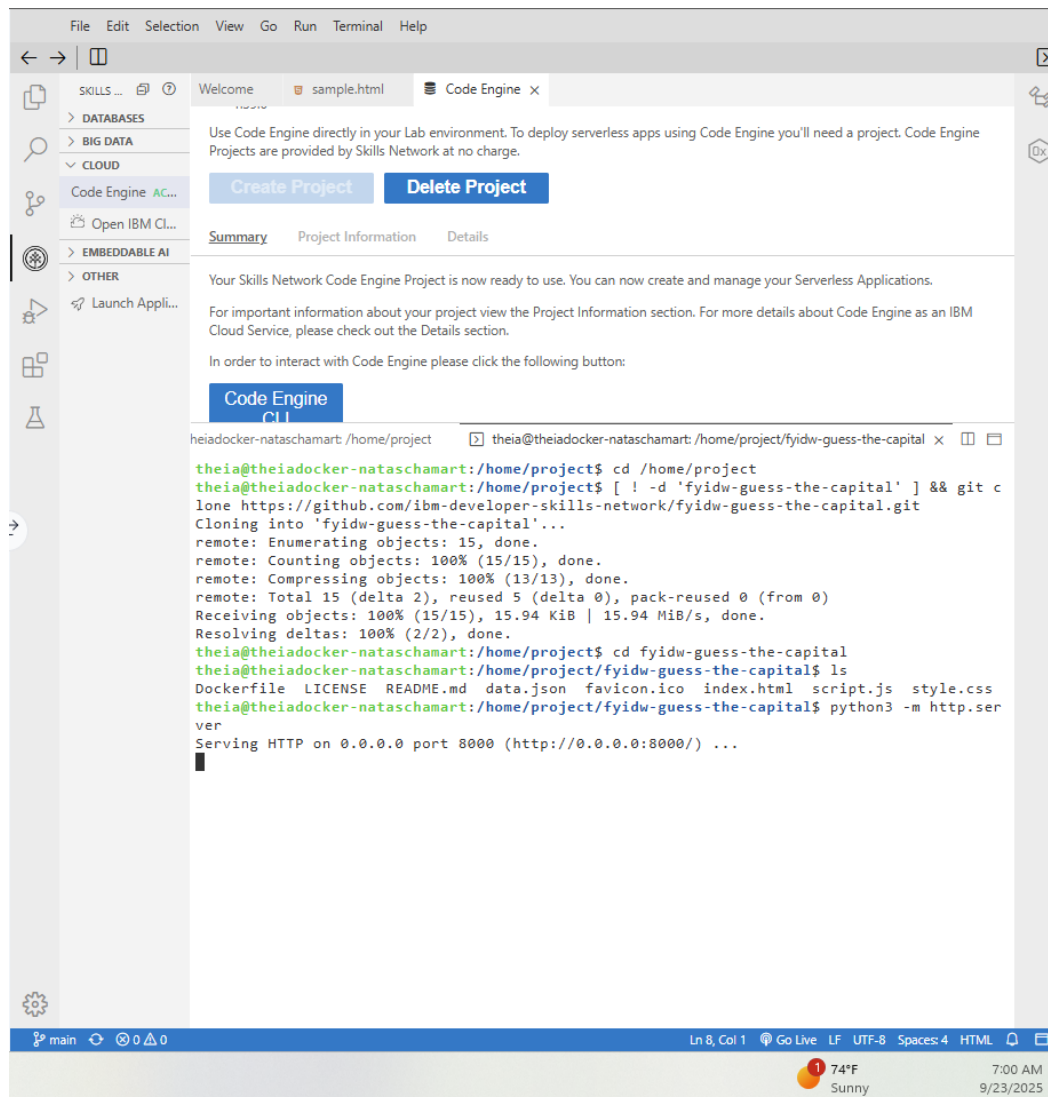 File Edit Selection View Go Run Terminal Help
SKILLS ...
DATABASES
BIG DATA
CLOUD
Code Engine AC...
Open IBM Cl...
EMBEDDABLE AI
OTHER
Launch Appli...
Welcome sample.html Code Engine
Use Code Engine directly in your Lab environment. To deploy serverless apps using Code Engine you'll need a project. Code Engine
Projects are provided by Skills Network at no charge.
Create Project Delete Project
Summary Project Information Details
Your Skills Network Code Engine Project is now ready to use. You can now create and manage your Serverless Applications.
For important information about your project view the Project Information section. For more details about Code Engine as an IBM
Cloud Service, please check out the Details section.
In order to interact with Code Engine please click the following button:
Code Engine
CLI
heiadocker-nataschamart: /home/project theia@theiadocker-nataschamart: /home/project/fyidw-guess-the-capital
theia@theiadocker-nataschamart:/home/project$ cd /home/project
theia@theiadocker-nataschamart:/home/project$ [ ! -d 'fyidw-guess-the-capital' ] && git c
lone https://github.com/ibm-developer-skills-network/fyidw-guess-the-capital.git
Cloning into 'fyidw-guess-the-capital'...
remote: Enumerating objects: 15, done.
remote: Counting objects: 100% (15/15), done.
remote: Compressing objects: 100% (13/13), done.
remote: Total 15 (delta 2), reused 5 (delta 0), pack-reused 0 (from 0)
Receiving objects: 100% (15/15), 15.94 KiB | 15.94 MiB/s, done.
Resolving deltas: 100% (2/2), done.
theia@theiadocker-nataschamart:/home/project$ cd fyidw-guess-the-capital
theia@theiadocker-nataschamart:/home/project/fyidw-guess-the-capital$ ls
Dockerfile LICENSE README.md data.json favicon.ico index.html script.js style.css
theia@theiadocker-nataschamart:/home/project/fyidw-guess-the-capital$ python3 -m http.ser
ver
Serving HTTP on 0.0.0.0 port 8000 (http://0.0.0.0:8000/) ...
main 0 0 Ln 8, Col 1 Go Live LF UTF-8 Spaces: 4 HTML
1 74°F 7:00 AM
Sunny 9/23/2025